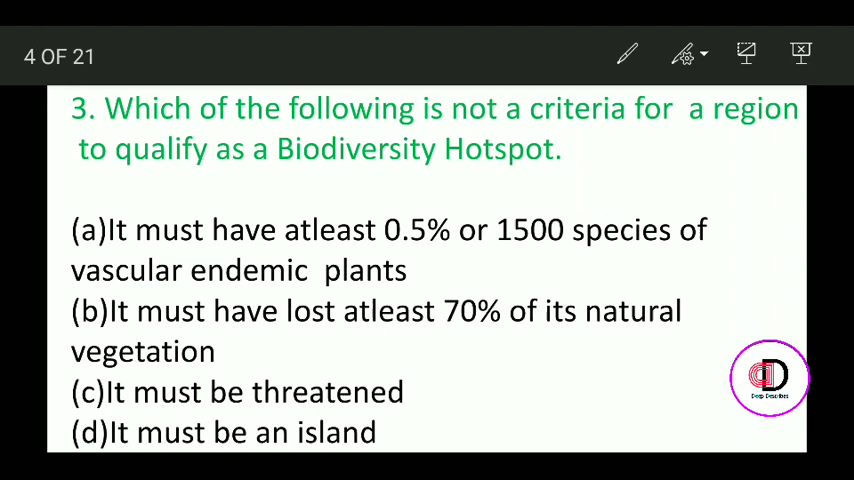 4 OF 21
3. Which of the following is not a criteria for a region
to qualify as a Biodiversity Hotspot.
(a)It must have atleast 0.5% or 1500 species of
vascular endemic plants
(b)It must have lost atleast 70% of its natural
vegetation
(c)It must be threatened
(d)It must be an island
Deep Describes